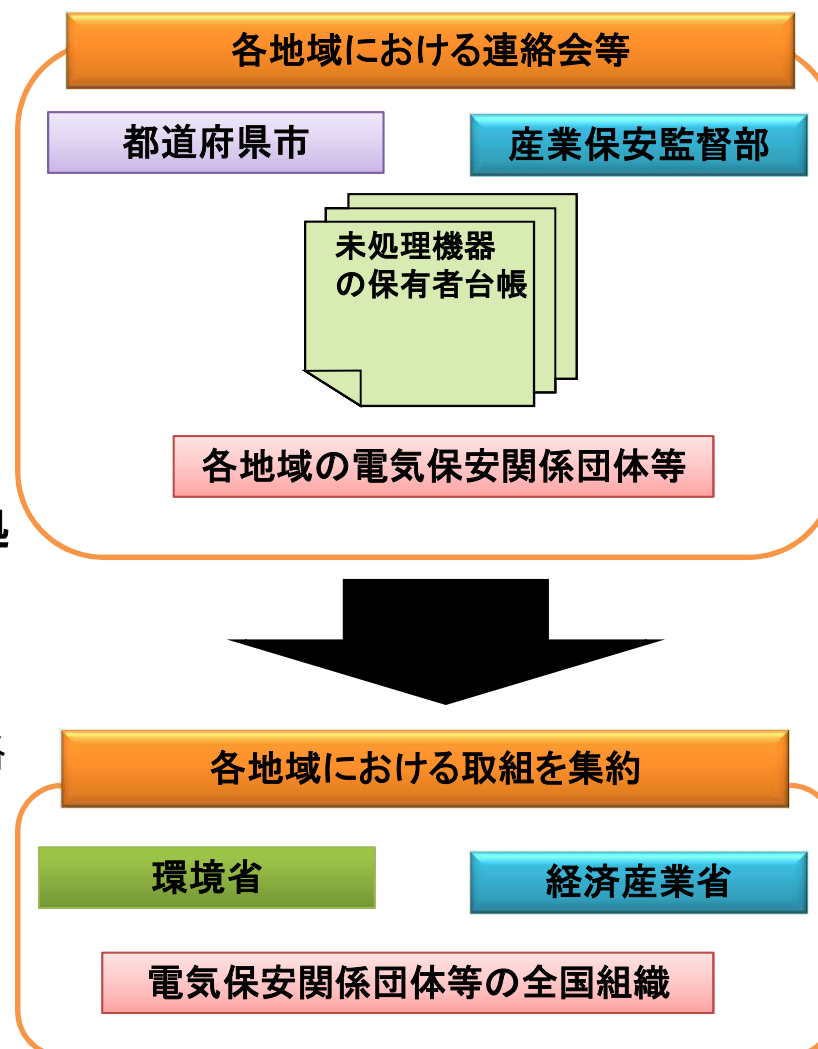 各地域における連絡会等
都道府県市
産業保安監督部
未処理機器
の保有者台帳
各地域の電気保安関係団体等
処
各地域における取組を集約
環境省
経済産業省
電気保安関係団体等の全国組織